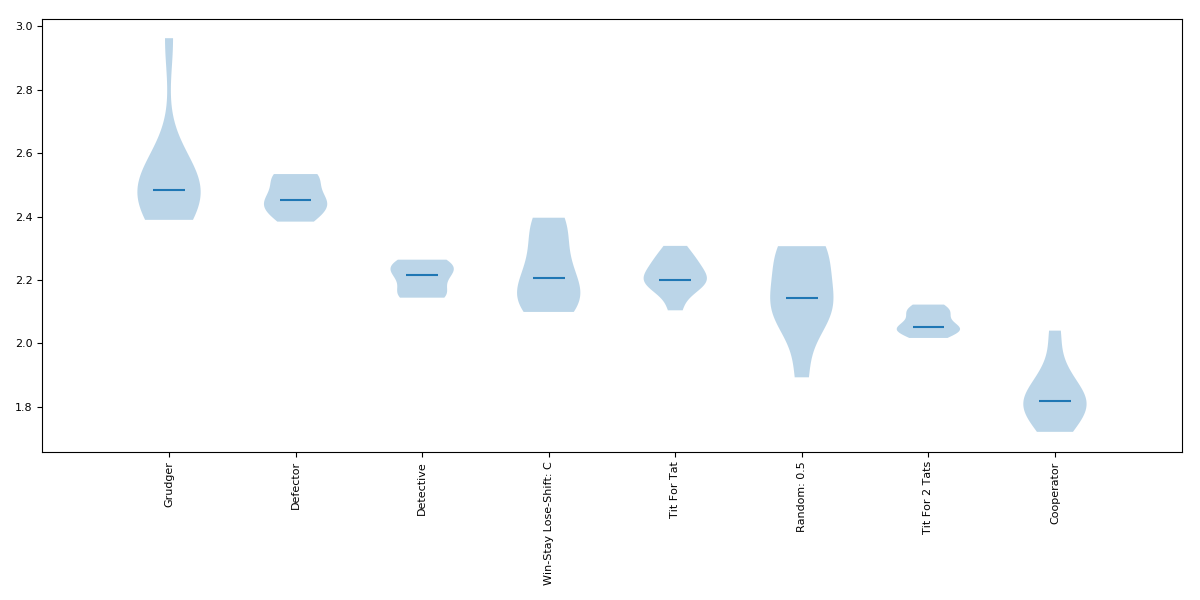 3.0
2.8
2.6
2.4
2.2
2.0
1.8
Grudger
Defector
Detective
Win-Stay Lose-Shift: C
Tit For Tat
Random: 0.5
Tit For 2 Tats
Cooperator